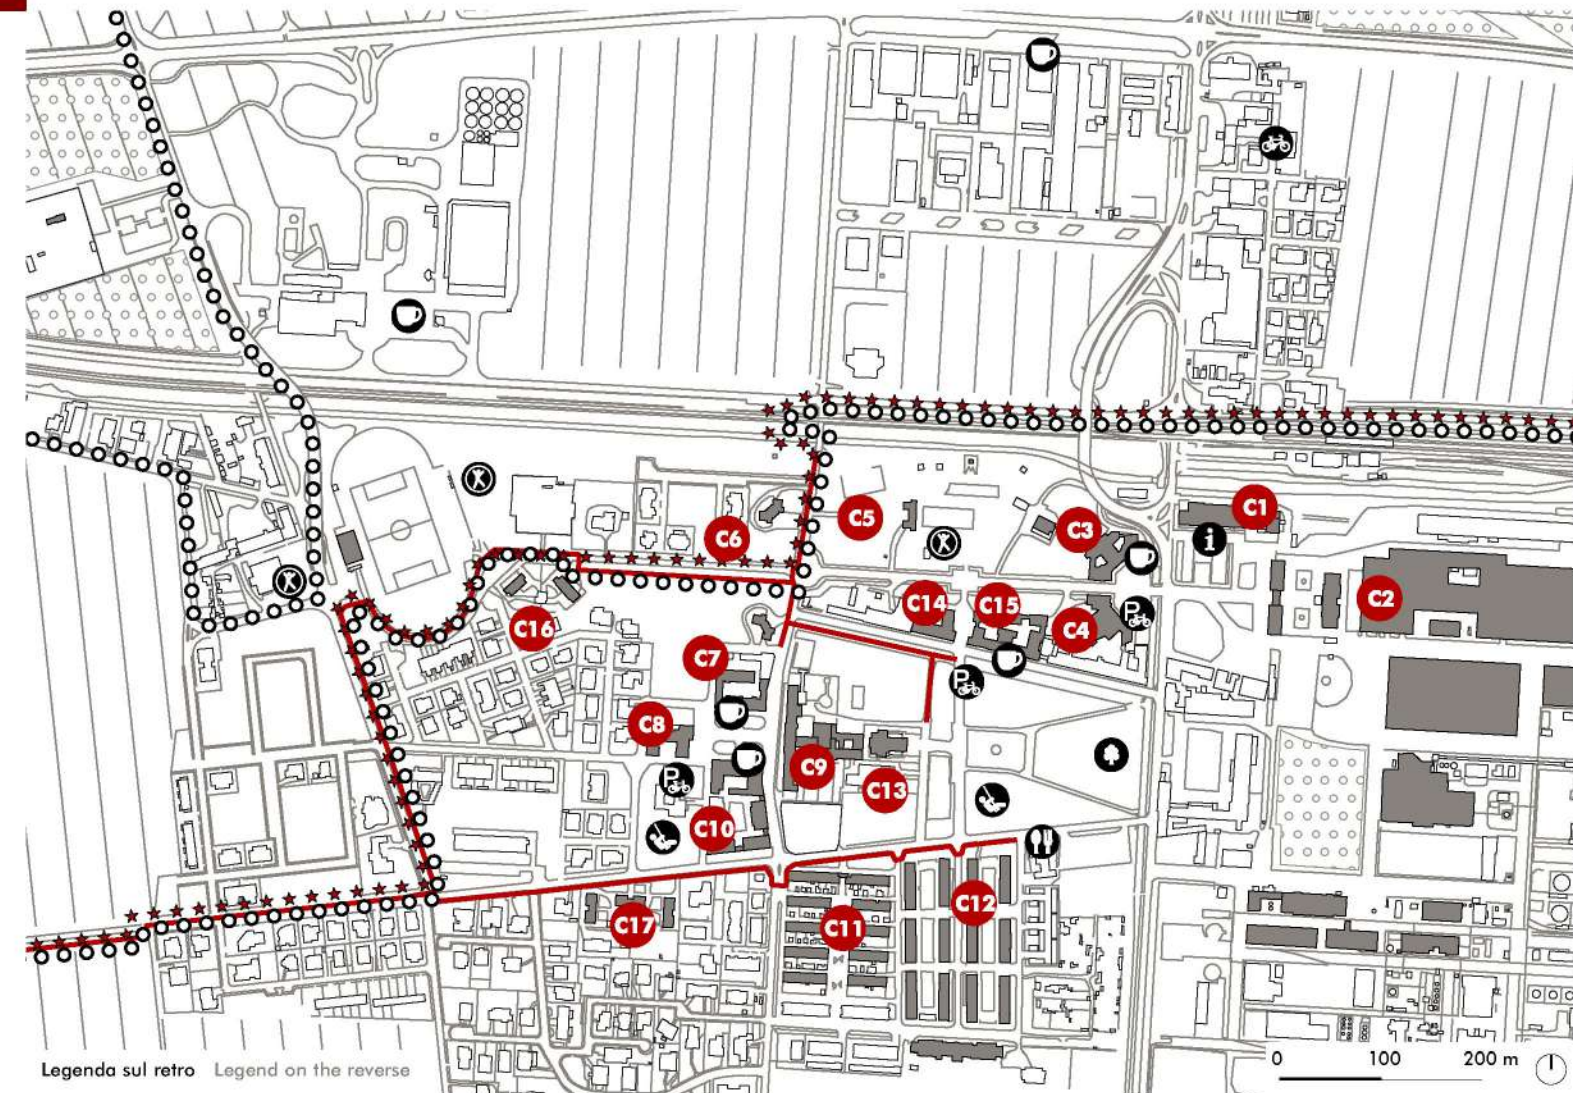 C1
C5
C6
C3
i
C2
C14
C15
C16
C4
P
C7
P
C8
C9
P
C13
C10
C12
C17
C11
Legenda sul retro Legend on the reverse
0 100 200 m